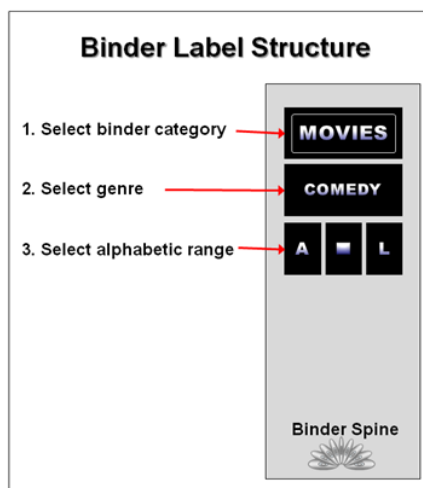 Binder Label Structure
1. Select binder category
MOVIES
2. Select genre
COMEDY
3. Select alphabetic range
A - L
Binder Spine